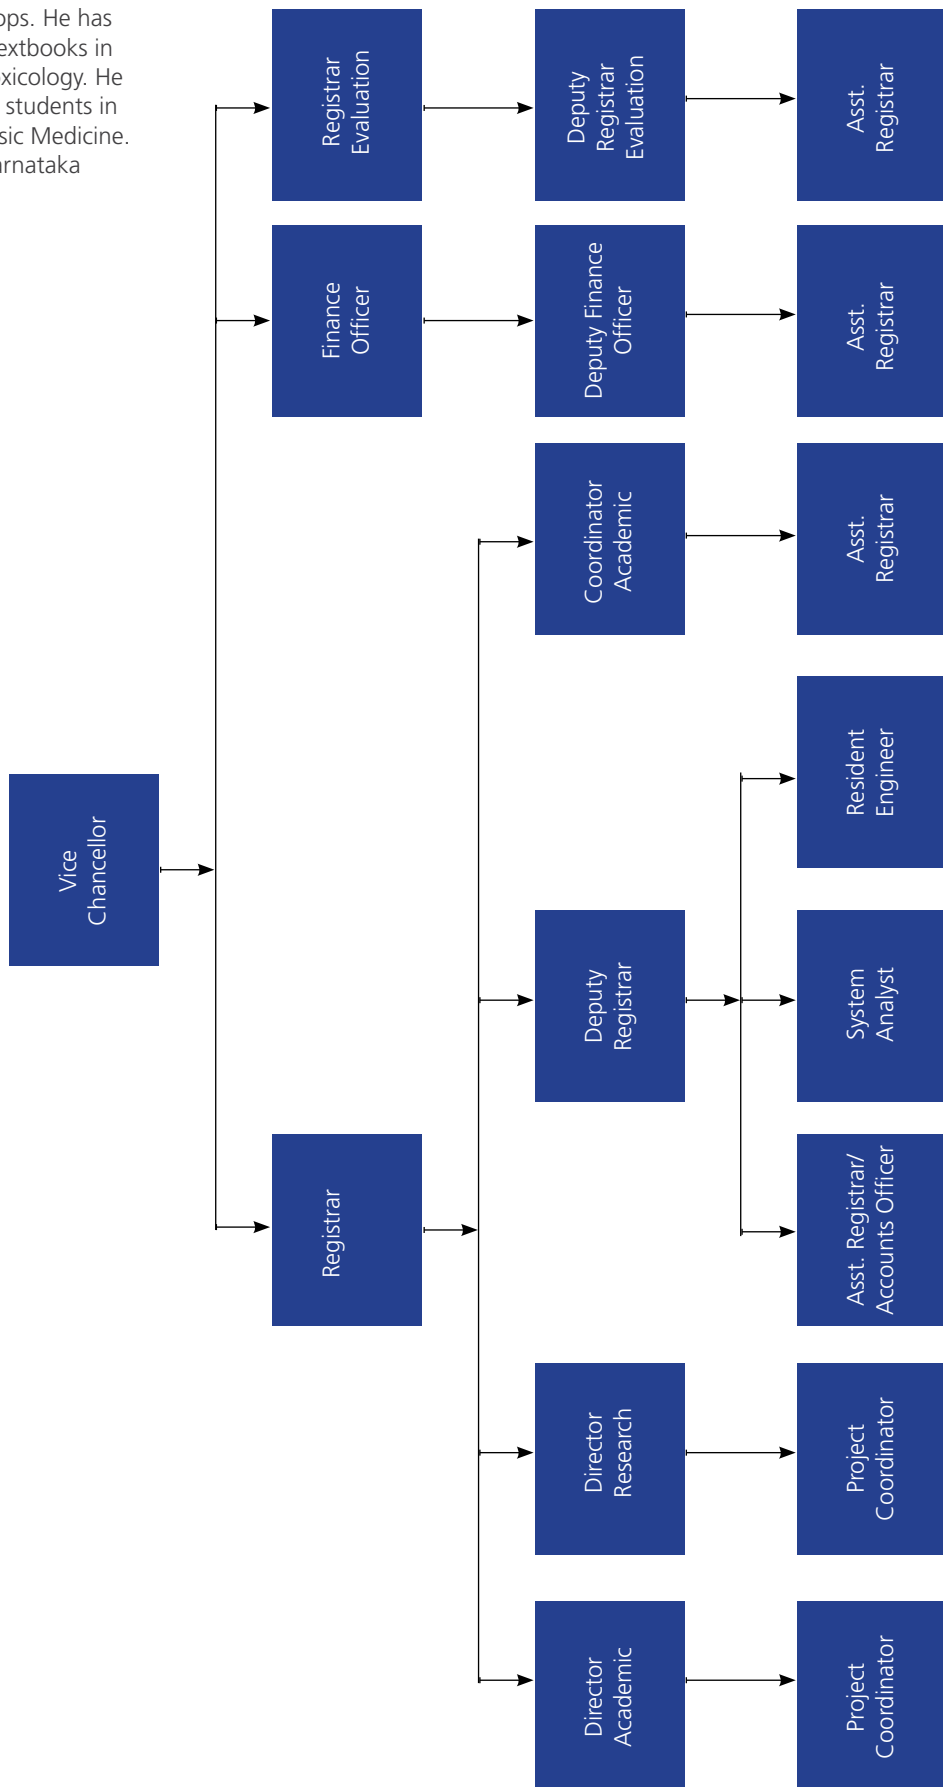 ops. He has
extbooks in
oxicology. He
students in
sic Medicine.
arnataka
Vice
Chancellor
Registrar
Finance
Officer
Registrar
Evaluation
Director
Academic
Director
Research
Deputy
Registrar
Coordinator
Academic
Deputy Finance
Officer
Deputy
Registrar
Evaluation
Project
Coordinator
Project
Coordinator
Asst. Registrar/
Accounts Officer
System
Analyst
Resident
Engineer
Asst.
Registrar
Asst.
Registrar
Asst.
Registrar